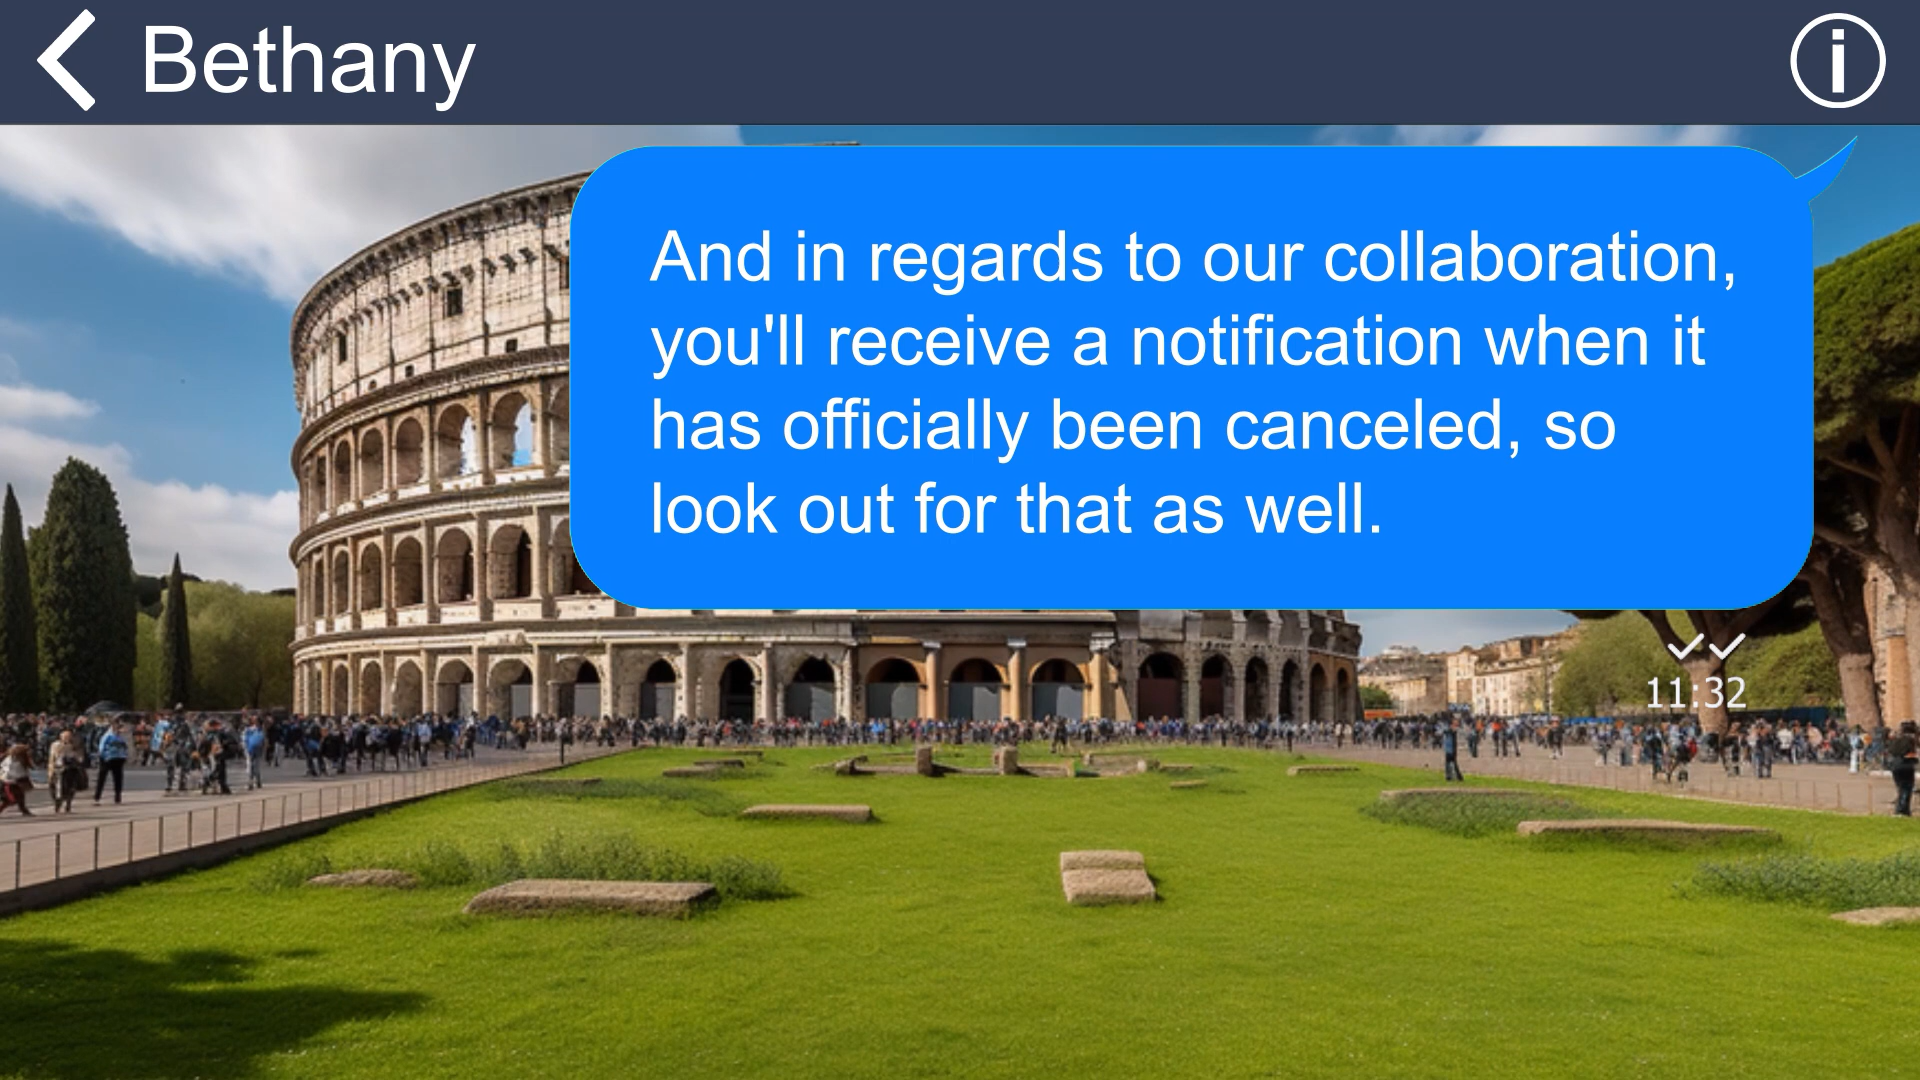 Bethany
And in regards to our collaboration,
you'll receive a notification when it
has officially been canceled, so
look out for that as well.
11:32